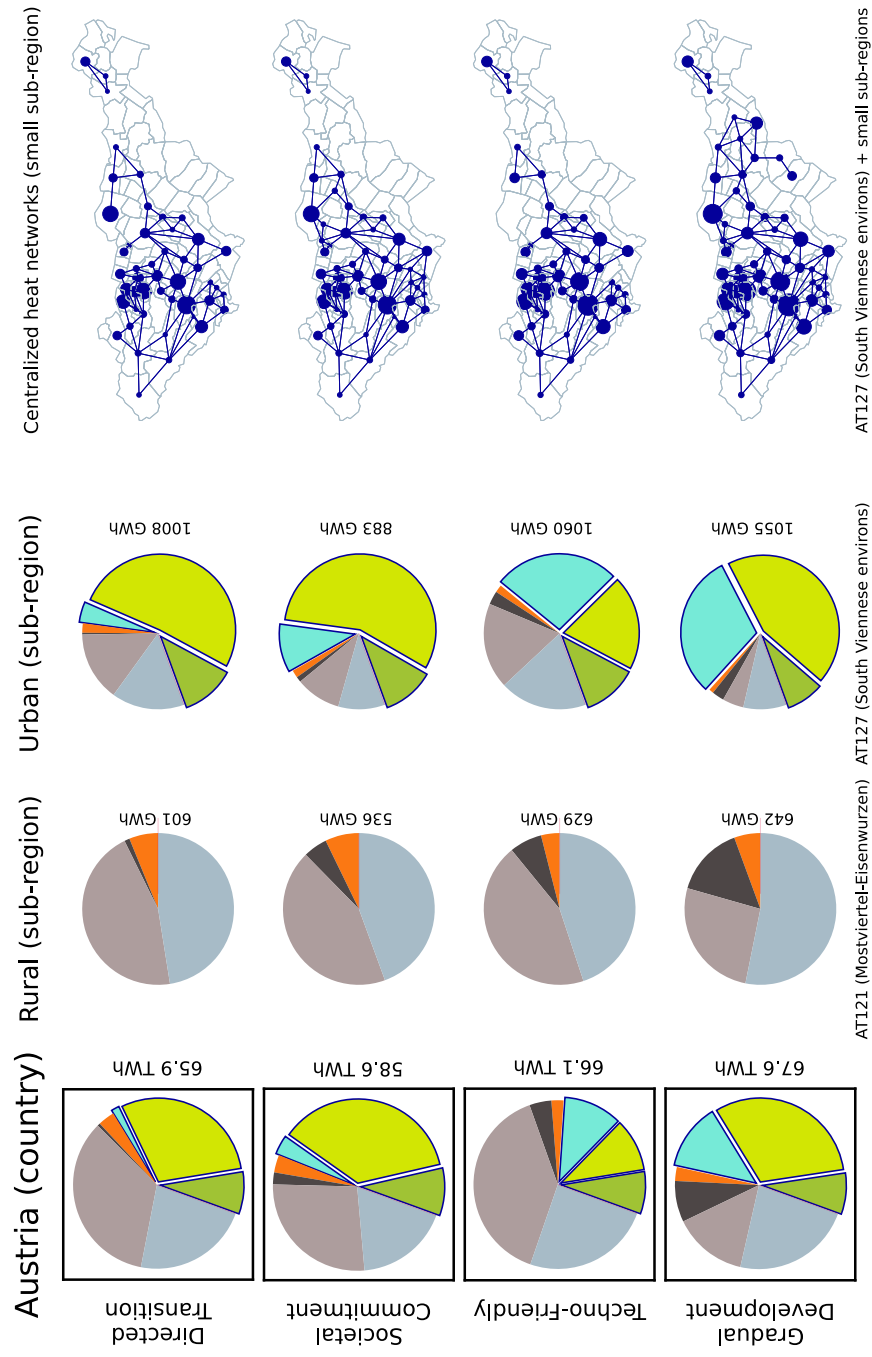 Austria (country)
Rural (sub-region)
Urban (sub-region)
Centralized heat networks (small sub-region)
Directed
Transition
65.9 TWh
601 GWh
1008 GWh
Societal
Commitment
58.6 TWh
536 GWh
883 GWh
Techno-Friendly
66.1 TWh
629 GWh
1060 GWh
Gradual
Development
67.6 TWh
642 GWh
1055 GWh
AT121 (Mostviertel-Eisenwurzen)
AT127 (South Viennese environs)
AT127 (South Viennese environs) + small sub-regions